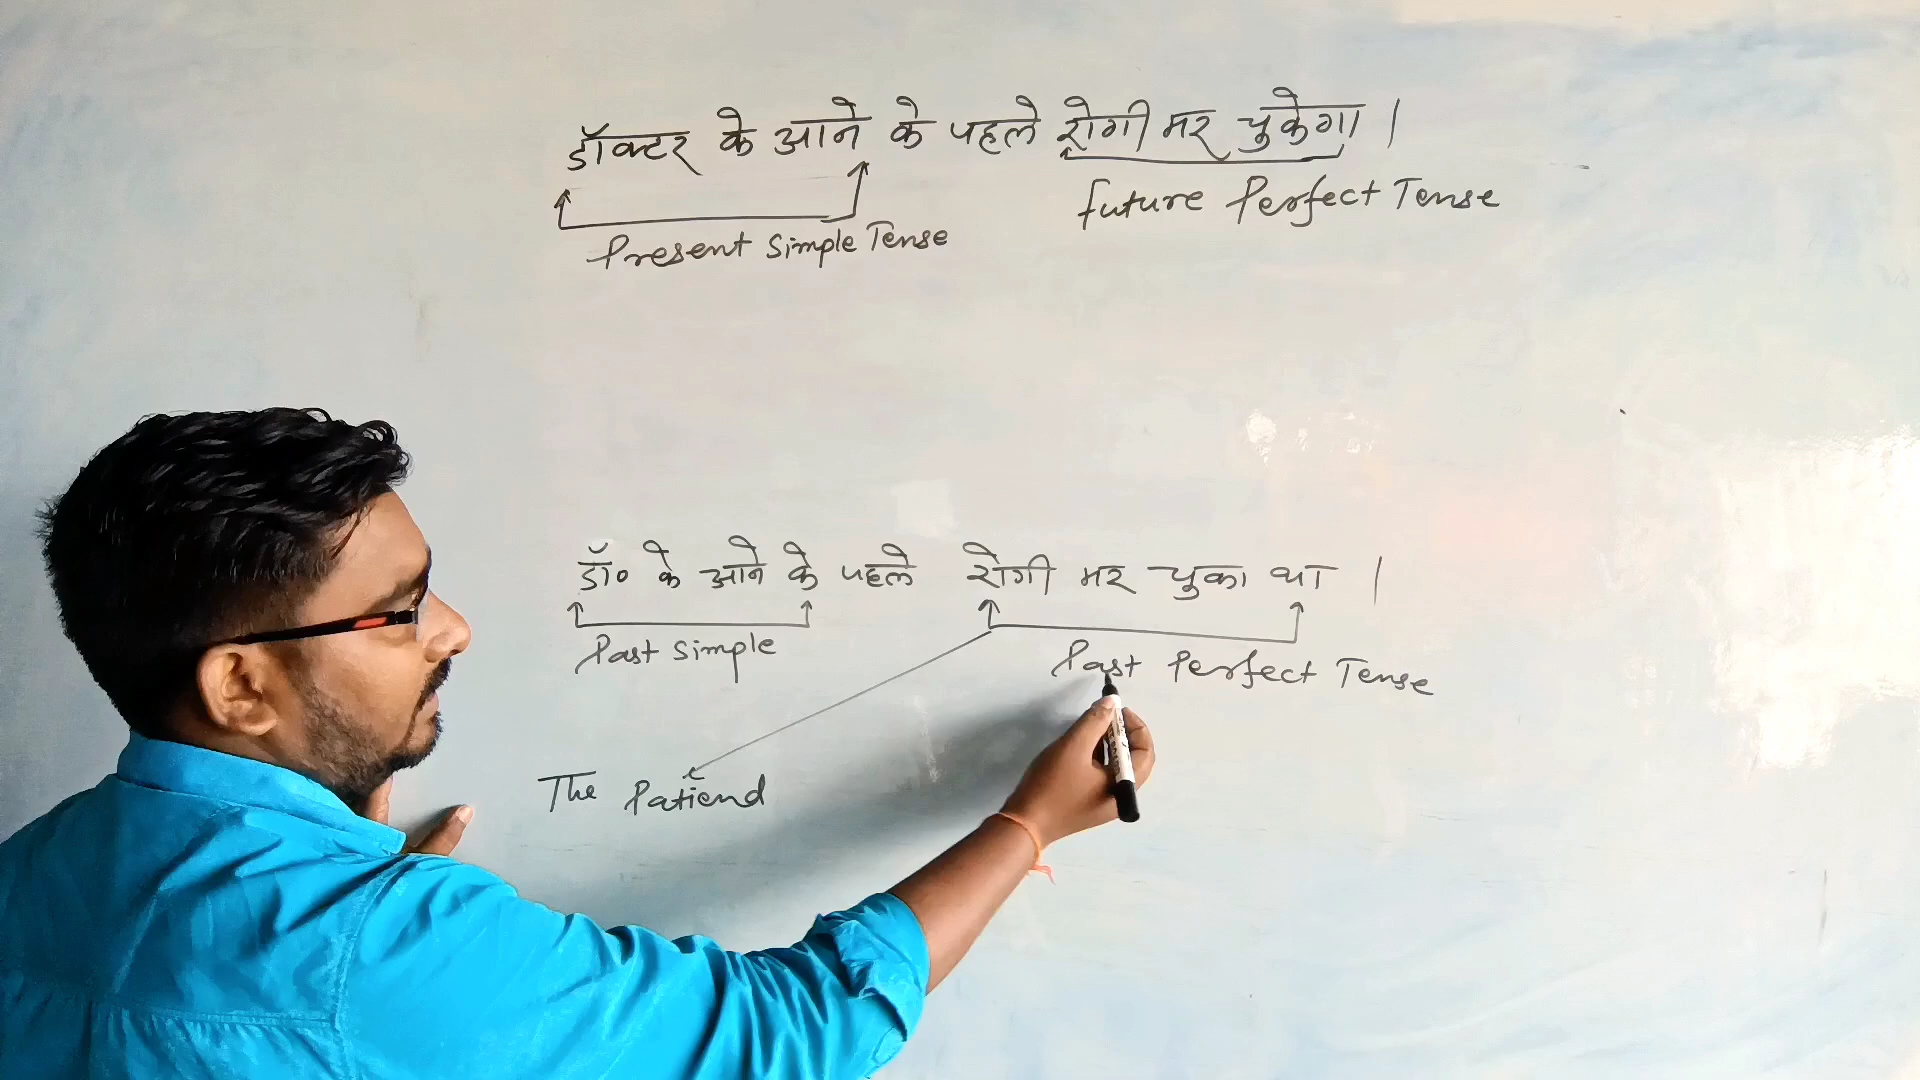 डॉक्टर के आने के पहले रोगी मर चुकेगा |
Present Simple Tense
future Perfect Tense
डॉ० के आने के पहले रोगी मर चुका था |
Past Simple
Past Perfect Tense
The Patiend